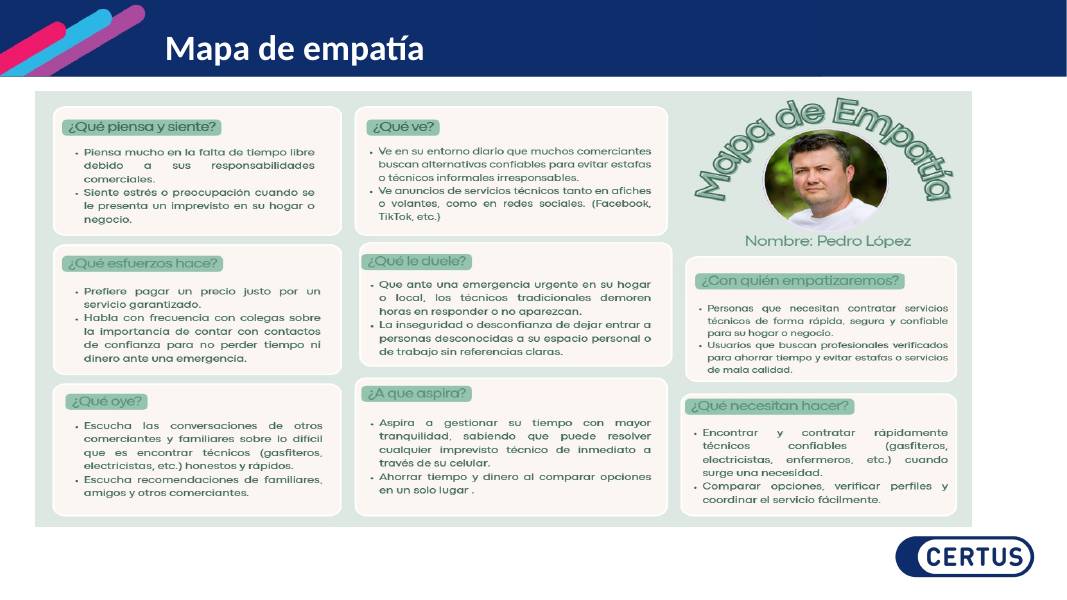 Mapa de empatía
¿Qué piensa y siente?
• Piensa mucho en la falta de tiempo libre
debido a sus responsabilidades
comerciales.
• Siente estrés o preocupación cuando se
le presenta un imprevisto en su hogar o
negocio.
¿Qué ve?
• Ve en su entorno diario que muchos comerciantes
buscan alternativas confiables para evitar estafas
o técnicos informales irresponsables.
• Ve anuncios de servicios técnicos tanto en afiches
o volantes, como en redes sociales. (Facebook,
TikTok, etc.)
Mapa de Empatía
Nombre: Pedro López
¿Qué esfuerzos hace?
• Prefiere pagar un precio justo por un
servicio garantizado.
• Habla con frecuencia con colegas sobre
la importancia de contar con contactos
de confianza para no perder tiempo ni
dinero ante una emergencia.
¿Qué le duele?
• Que ante una emergencia urgente en su hogar
o local, los técnicos tradicionales demoren
horas en responder o no aparezcan.
• La inseguridad o desconfianza de dejar entrar a
personas desconocidas a su espacio personal o
de trabajo sin referencias claras.
¿Con quién empatizaremos?
• Personas que necesitan contratar servicios
técnicos de forma rápida, segura y confiable
para su hogar o negocio.
• Usuarios que buscan profesionales verificados
para ahorrar tiempo y evitar estafas o servicios
de mala calidad.
¿Qué oye?
• Escucha las conversaciones de otros
comerciantes y familiares sobre lo difícil
que es encontrar técnicos (gasfiteros,
electricistas, etc.) honestos y rápidos.
• Escucha recomendaciones de familiares,
amigos y otros comerciantes.
¿A que aspira?
• Aspira a gestionar su tiempo con mayor
tranquilidad, sabiendo que puede resolver
cualquier imprevisto técnico de inmediato a
través de su celular.
• Ahorrar tiempo y dinero al comparar opciones
en un solo lugar .
¿Qué necesitan hacer?
• Encontrar y contratar rápidamente
técnicos confiables (gasfiteros,
electricistas, enfermeros, etc.) cuando
surge una necesidad.
• Comparar opciones, verificar perfiles y
coordinar el servicio fácilmente.
CERTUS